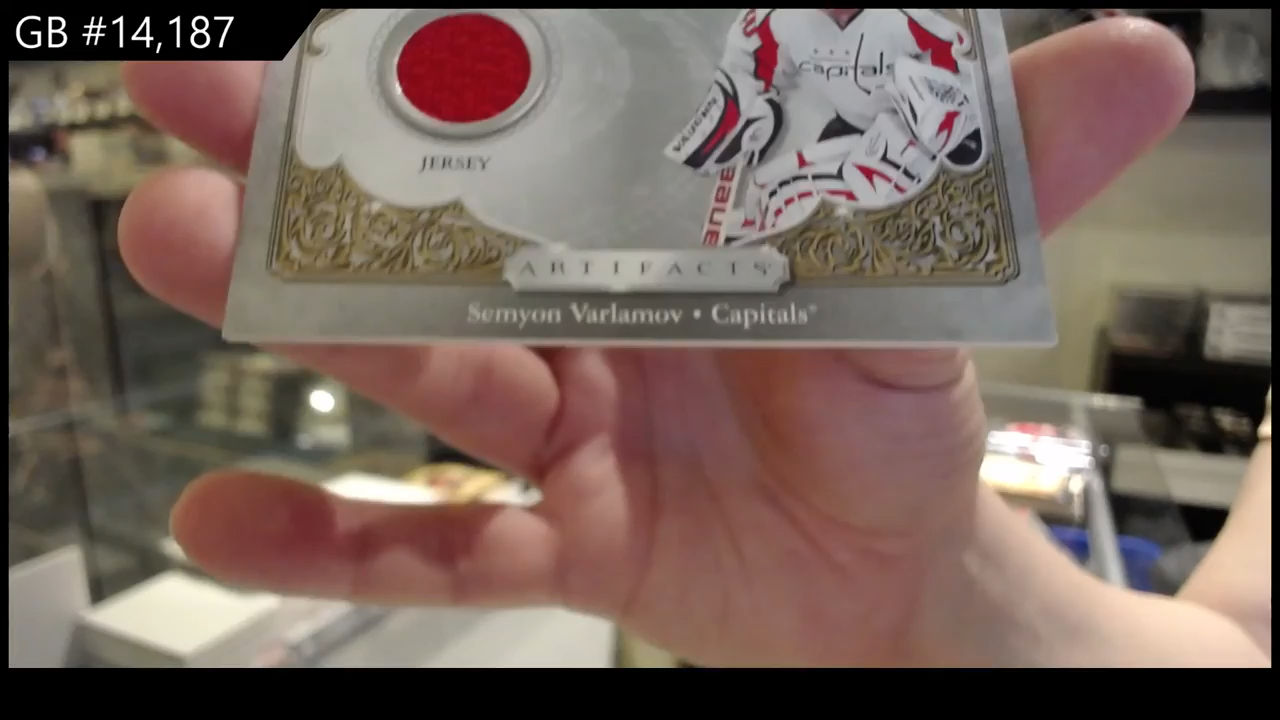 GB #14,187
capitals
VAUGHN
JERSEY
ARTIFACTS
Semyon Varlamov • Capitals®